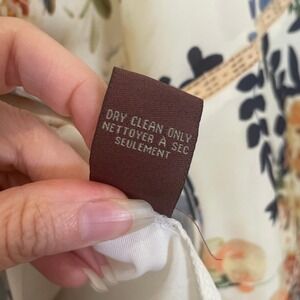 DRY CLEAN ONLY
NETTOYER À SEC
SEULEMENT